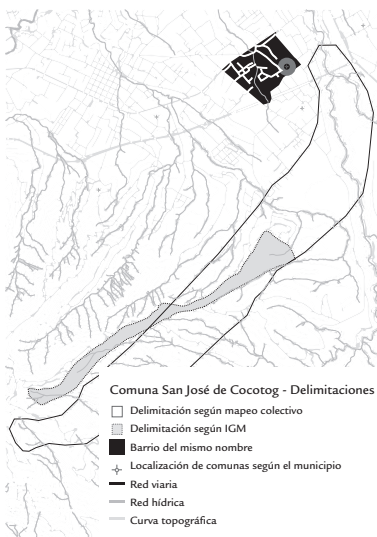 Comuna San José de Cocotog - Delimitaciones
Delimitación según mapeo colectivo
Delimitación según IGM
Barrio del mismo nombre
Localización de comunas según el municipio
Red viaria
Red hídrica
Curva topográfica